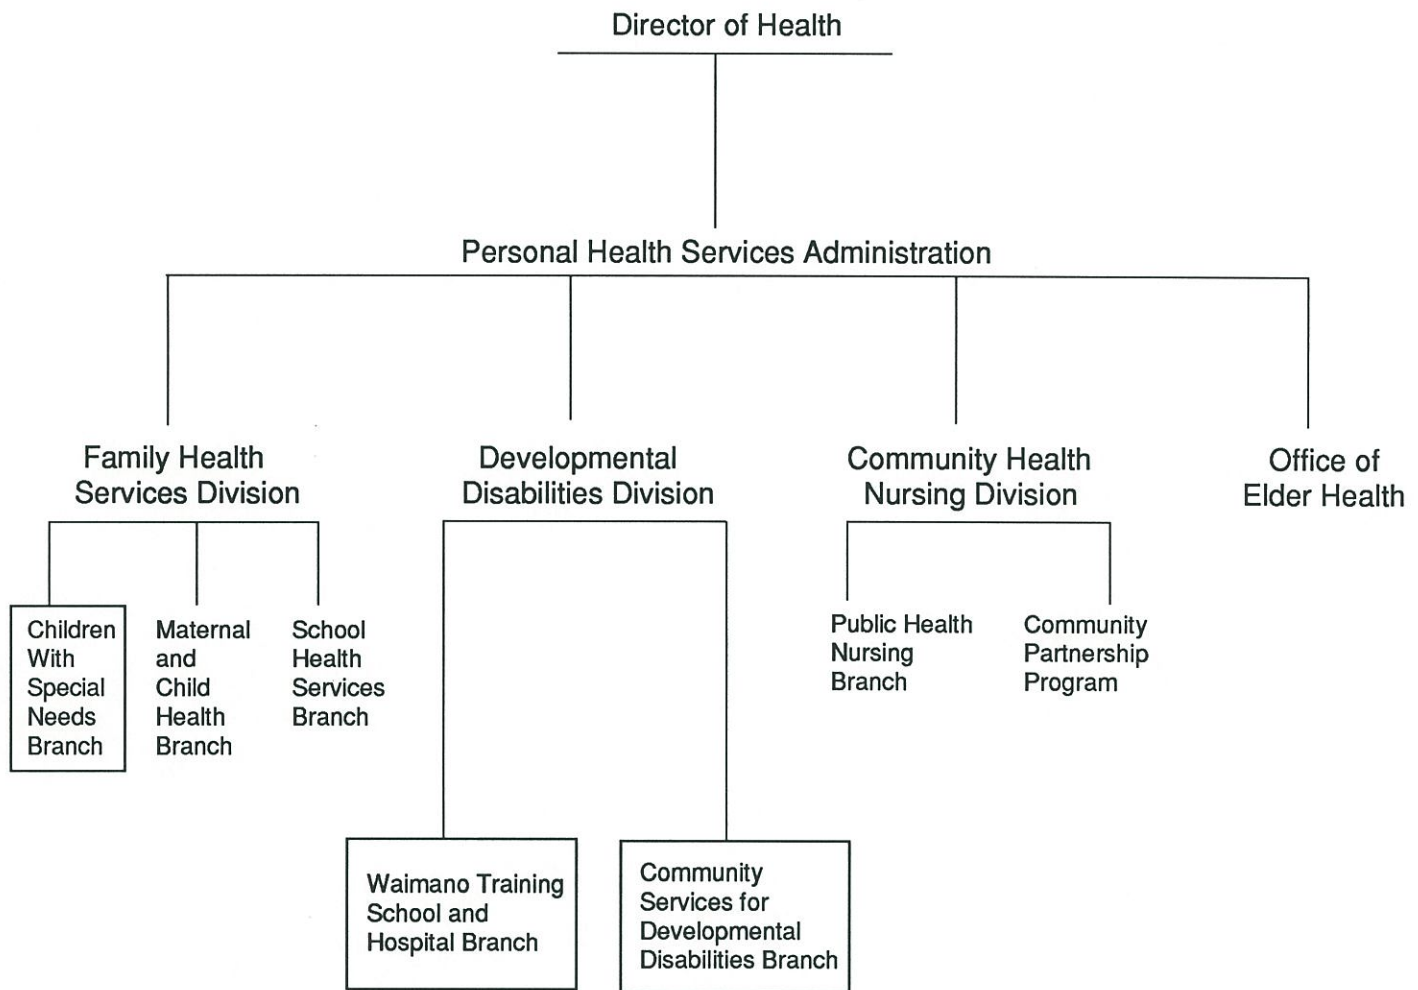 Director of Health
Personal Health Services Administration
Family Health
Services Division
Developmental
Disabilities Division
Community Health
Nursing Division
Office of
Elder Health
Children
With
Special
Needs
Branch
Maternal
and
Child
Health
Branch
School
Health
Services
Branch
Public Health
Nursing
Branch
Community
Partnership
Program
Waimano Training
School and
Hospital Branch
Community
Services for
Developmental
Disabilities Branch